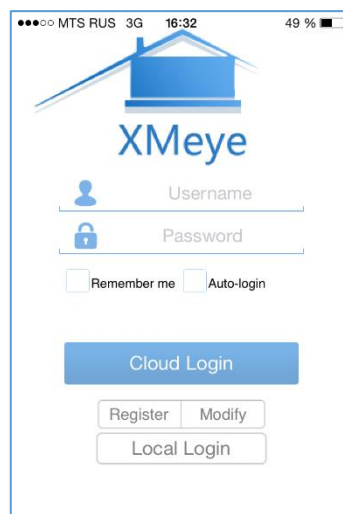 ●●●○○ MTS RUS 3G 16:32 49 %
XMeye
Username
Password
Remember me Auto-login
Cloud Login
Register Modify
Local Login